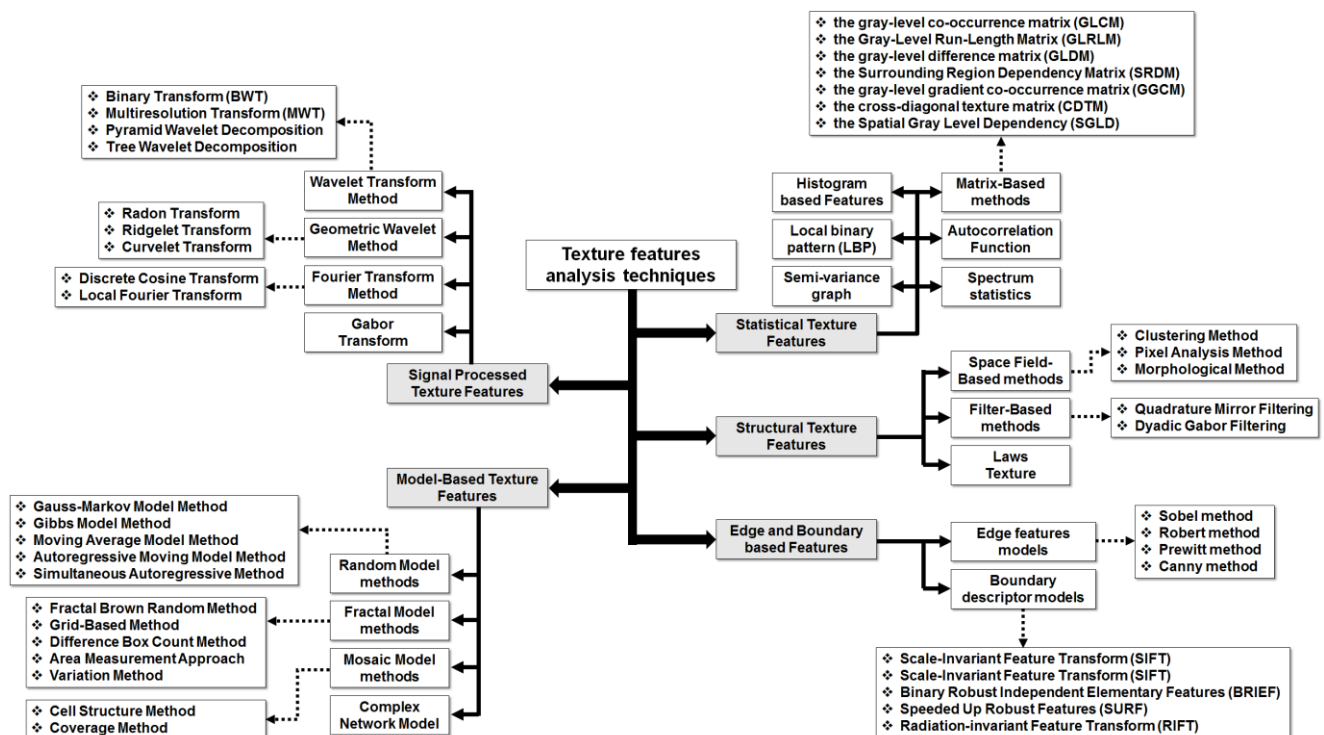 ❖ the gray-level co-occurrence matrix (GLCM)
❖ the Gray-Level Run-Length Matrix (GLRLM)
❖ the gray-level difference matrix (GLDM)
❖ the Surrounding Region Dependency Matrix (SRDM)
❖ the gray-level gradient co-occurrence matrix (GGCM)
❖ the cross-diagonal texture matrix (CDTM)
❖ the Spatial Gray Level Dependency (SGLD)
❖ Binary Transform (BWT)
❖ Multiresolution Transform (MWT)
❖ Pyramid Wavelet Decomposition
❖ Tree Wavelet Decomposition
Wavelet Transform
Method
❖ Radon Transform
❖ Ridgelet Transform
❖ Curvelet Transform
Geometric Wavelet
Method
❖ Discrete Cosine Transform
❖ Local Fourier Transform
Fourier Transform
Method
Gabor
Transform
Signal Processed
Texture Features
Texture features
analysis techniques
Histogram
based Features
Matrix-Based
methods
Local binary
pattern (LBP)
Autocorrelation
Function
Semi-variance
graph
Spectrum
statistics
Statistical Texture
Features
Space Field-
Based methods
❖ Clustering Method
❖ Pixel Analysis Method
❖ Morphological Method
Structural Texture
Features
Filter-Based
methods
❖ Quadrature Mirror Filtering
❖ Dyadic Gabor Filtering
Laws
Texture
Model-Based Texture
Features
❖ Gauss-Markov Model Method
❖ Gibbs Model Method
❖ Moving Average Model Method
❖ Autoregressive Moving Model Method
❖ Simultaneous Autoregressive Method
Random Model
methods
❖ Fractal Brown Random Method
❖ Grid-Based Method
❖ Difference Box Count Method
❖ Area Measurement Approach
❖ Variation Method
Fractal Model
methods
Mosaic Model
methods
❖ Cell Structure Method
❖ Coverage Method
Complex
Network Model
Edge and Boundary
based Features
Edge features
models
❖ Sobel method
❖ Robert method
❖ Prewitt method
❖ Canny method
Boundary
descriptor models
❖ Scale-Invariant Feature Transform (SIFT)
❖ Scale-Invariant Feature Transform (SIFT)
❖ Binary Robust Independent Elementary Features (BRIEF)
❖ Speeded Up Robust Features (SURF)
❖ Radiation-invariant Feature Transform (RIFT)